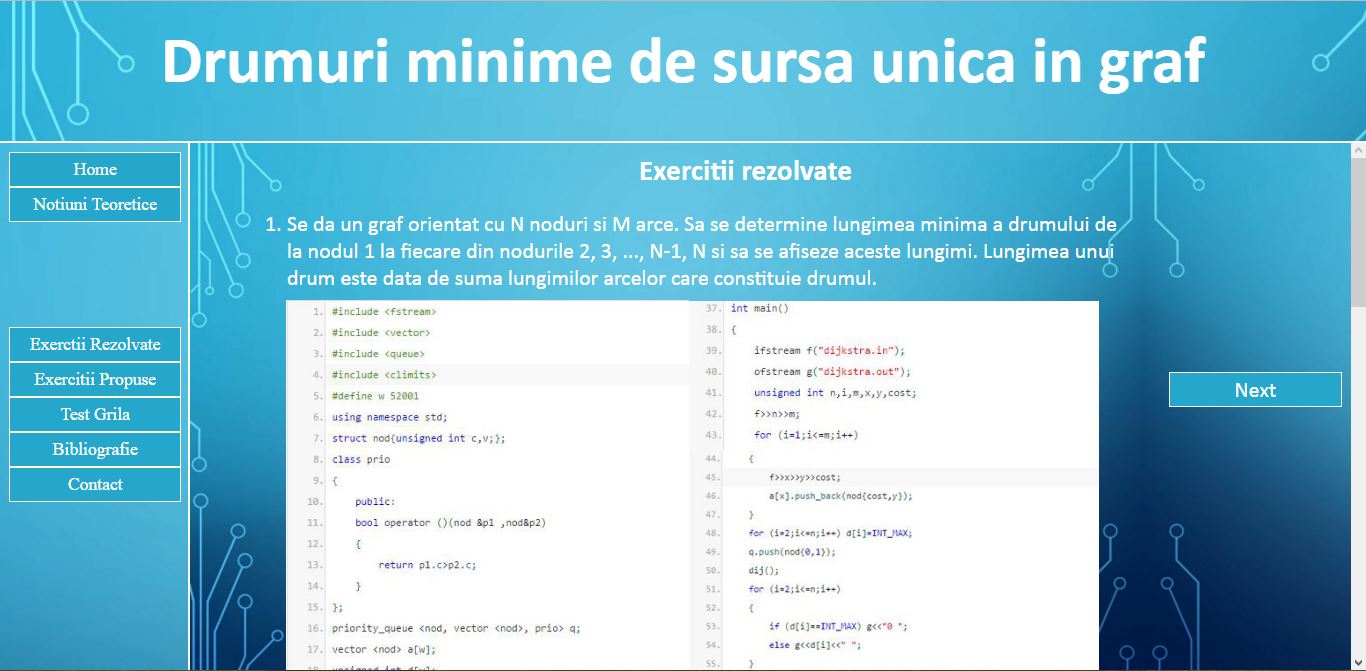 Drumuri minime de sursa unica in graf
Home
Notiuni Teoretice
Exerctii Rezolvate
Exercitii Propuse
Test Grila
Bibliografie
Contact
Exercitii rezolvate
1. Se da un graf orientat cu N noduri si M arce. Sa se determine lungimea minima a drumului de
la nodul 1 la fiecare din nodurile 2, 3, ..., N-1, N si sa se afiseze aceste lungimi. Lungimea unui
drum este data de suma lungimilor arcelor care constituie drumul.
1. #include <fstream>
2. #include <vector>
3. #include <queue>
4. #include <climits>
5. #define w 52001
6. using namespace std;
7. struct nod{unsigned int c,v;};
8. class prio
9. {
10. public:
11. bool operator ()(nod &p1 ,nod&p2)
12. {
13. return p1.c>p2.c;
14. }
15. };
16. priority_queue <nod, vector <nod>, prio> q;
17. vector <nod> a[w];
18. unsigned int d[w];
37. int main()
38. {
39. ifstream f("dijkstra.in");
40. ofstream g("dijkstra.out");
41. unsigned int n,i,m,x,y,cost;
42. f>>n>>m;
43. for (i=1;i<=m;i++)
44. {
45. f>>x>>y>>cost;
46. a[x].push_back(nod{cost,y});
47. }
48. for (i=2;i<=n;i++) d[i]=INT_MAX;
49. q.push(nod{0,1});
50. dij();
51. for (i=2;i<=n;i++)
52. {
53. if (d[i]==INT_MAX) g<<"0 ";
54. else g<<d[i]<<" ";
55. }
Next